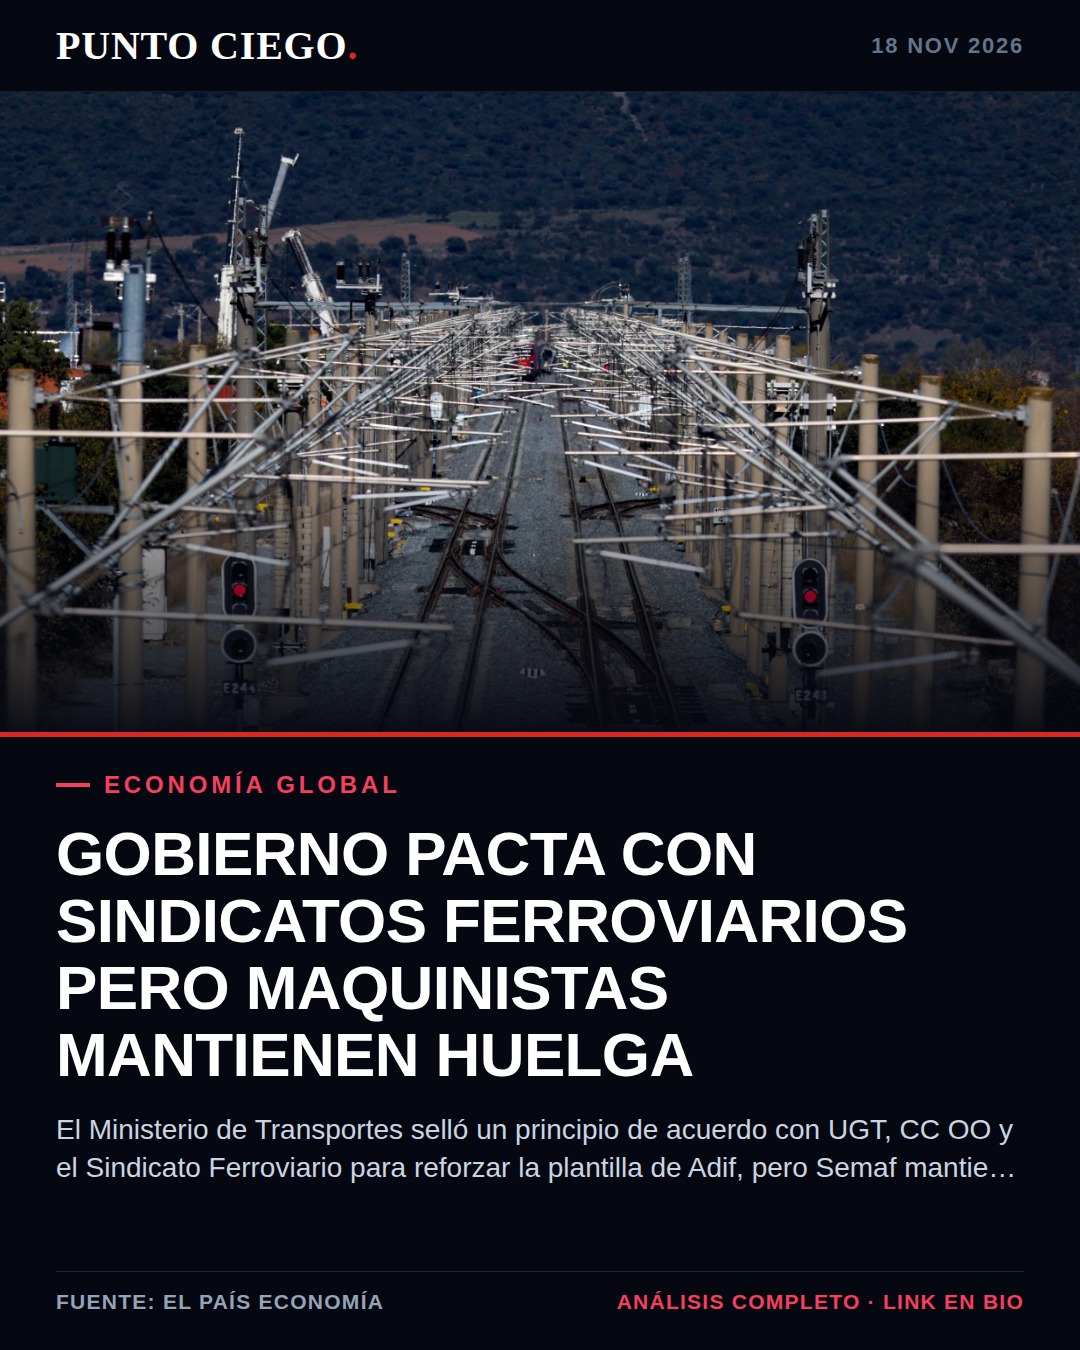 PUNTO CIEGO.
18 NOV 2026
E244
E243
ECONOMÍA GLOBAL
GOBIERNO PACTA CON
SINDICATOS FERROVIARIOS
PERO MAQUINISTAS
MANTIENEN HUELGA
El Ministerio de Transportes selló un principio de acuerdo con UGT, CC OO y
el Sindicato Ferroviario para reforzar la plantilla de Adif, pero Semaf mantie…
FUENTE: EL PAÍS ECONOMÍA
ANÁLISIS COMPLETO · LINK EN BIO